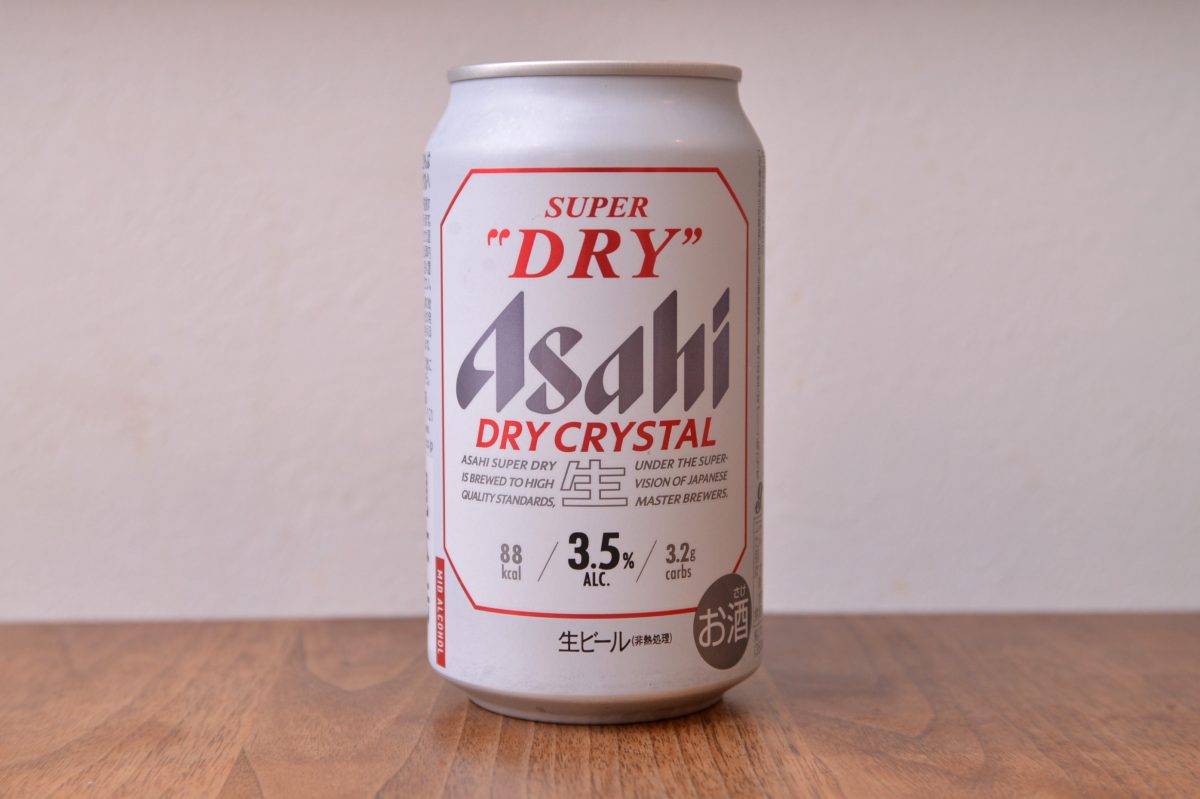 SUPER
"DRY"
Asahi
DRY CRYSTAL
ASAHI SUPER DRY
IS BREWED TO HIGH
QUALITY STANDARDS,
生
UNDER THE SUPER-
VISION OF JAPANESE
MASTER BREWERS.
88
kcal
3.5%
ALC.
3.2g
carbs
MID ALCOHOL
さけ
お酒
生ビール(非熱処理)